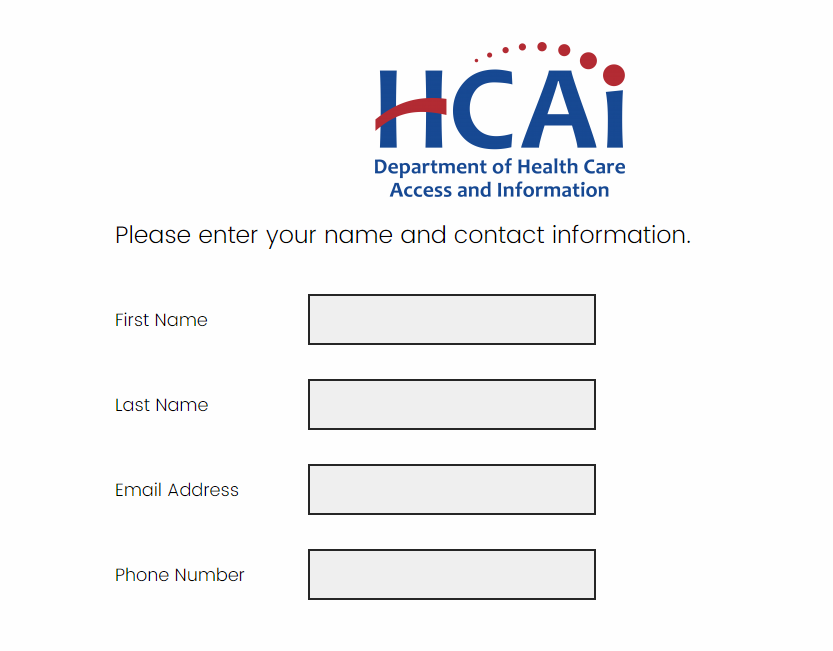 HCAi
Department of Health Care
Access and Information
Please enter your name and contact information.
First Name
Last Name
Email Address
Phone Number